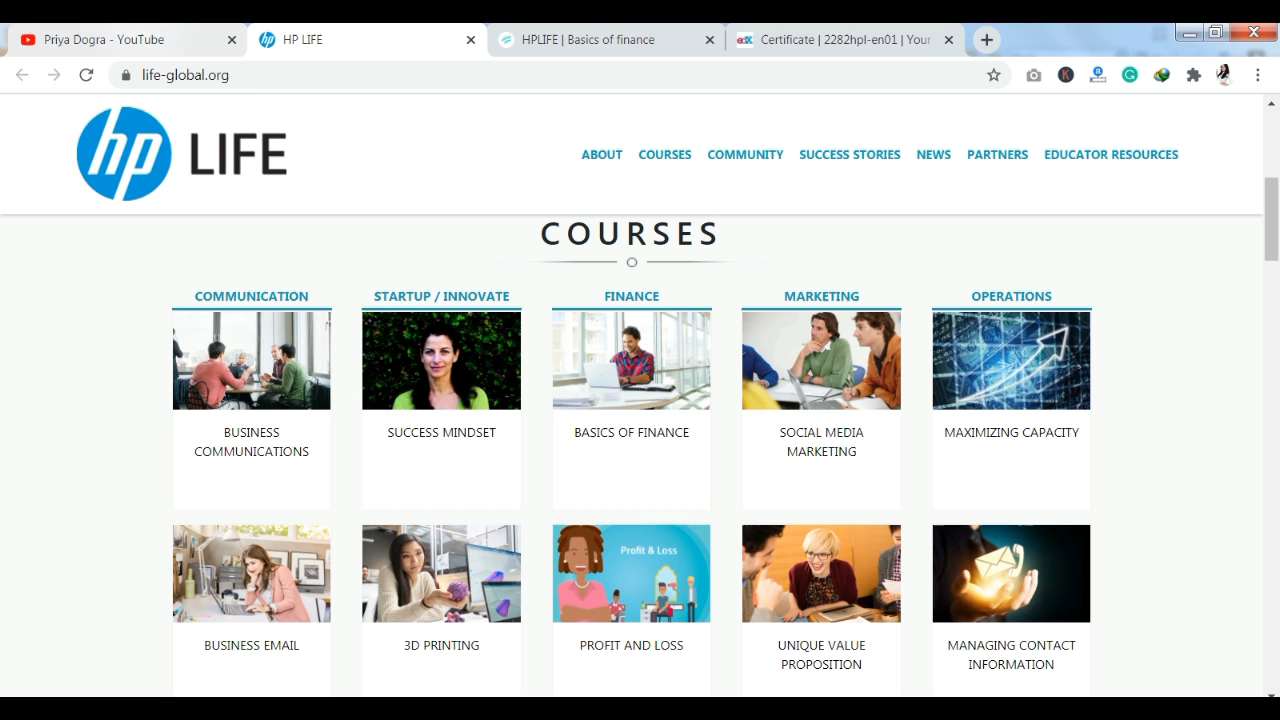 Priya Dogra - YouTube
HP LIFE
HPLIFE | Basics of finance
edX
Certificate | 2282hpl-en01 | Your
life-global.org
K
hp LIFE
ABOUT
COURSES
COMMUNITY
SUCCESS STORIES
NEWS
PARTNERS
EDUCATOR RESOURCES
COURSES
COMMUNICATION
STARTUP / INNOVATE
FINANCE
MARKETING
OPERATIONS
BUSINESS
COMMUNICATIONS
SUCCESS MINDSET
BASICS OF FINANCE
SOCIAL MEDIA
MARKETING
MAXIMIZING CAPACITY
Profit & Loss
BUSINESS EMAIL
3D PRINTING
PROFIT AND LOSS
UNIQUE VALUE
PROPOSITION
MANAGING CONTACT
INFORMATION